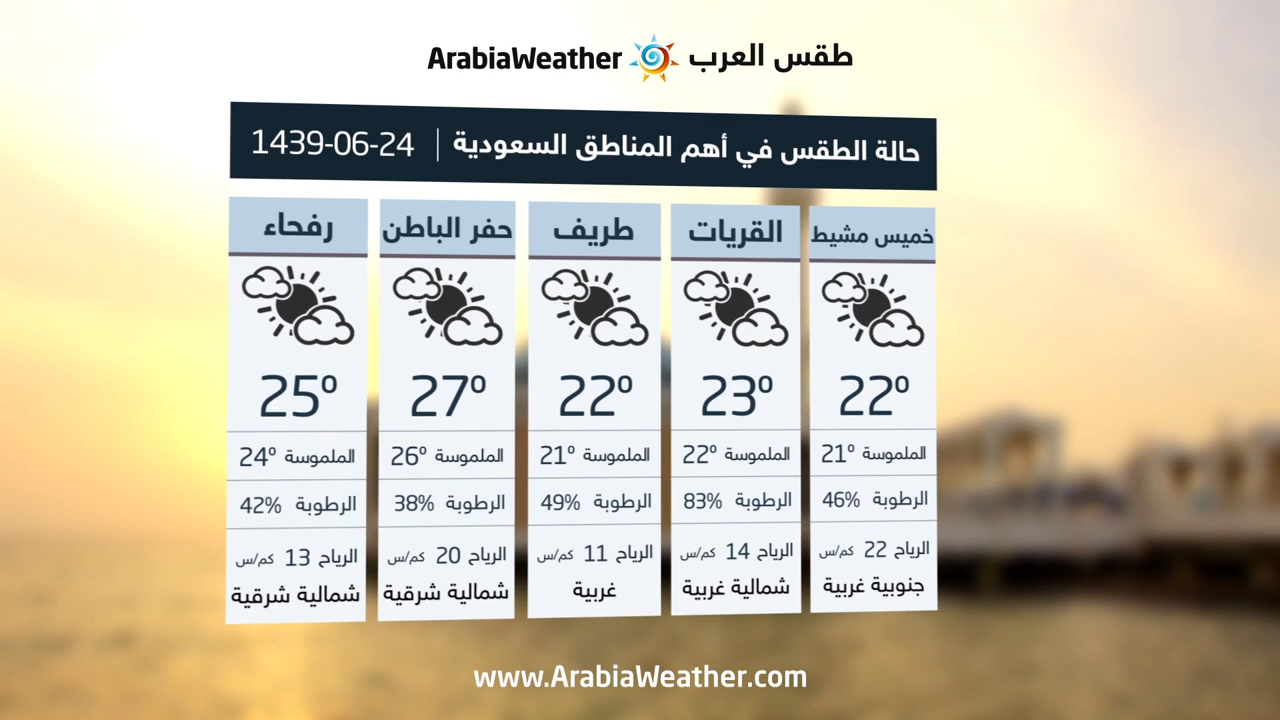 طقس العرب ArabiaWeather
حالة الطقس في أهم المناطق السعودية | 1439-06-24
خميس مشيط
22°
الملموسة 21°
الرطوبة 46%
الرياح 22 كم/س
جنوبية غربية
القريات
23°
الملموسة 22°
الرطوبة 83%
الرياح 14 كم/س
شمالية غربية
طريف
22°
الملموسة 21°
الرطوبة 49%
الرياح 11 كم/س
غربية
حفر الباطن
27°
الملموسة 26°
الرطوبة 38%
الرياح 20 كم/س
شمالية شرقية
رفحاء
25°
الملموسة 24°
الرطوبة 42%
الرياح 13 كم/س
شمالية شرقية
www.ArabiaWeather.com